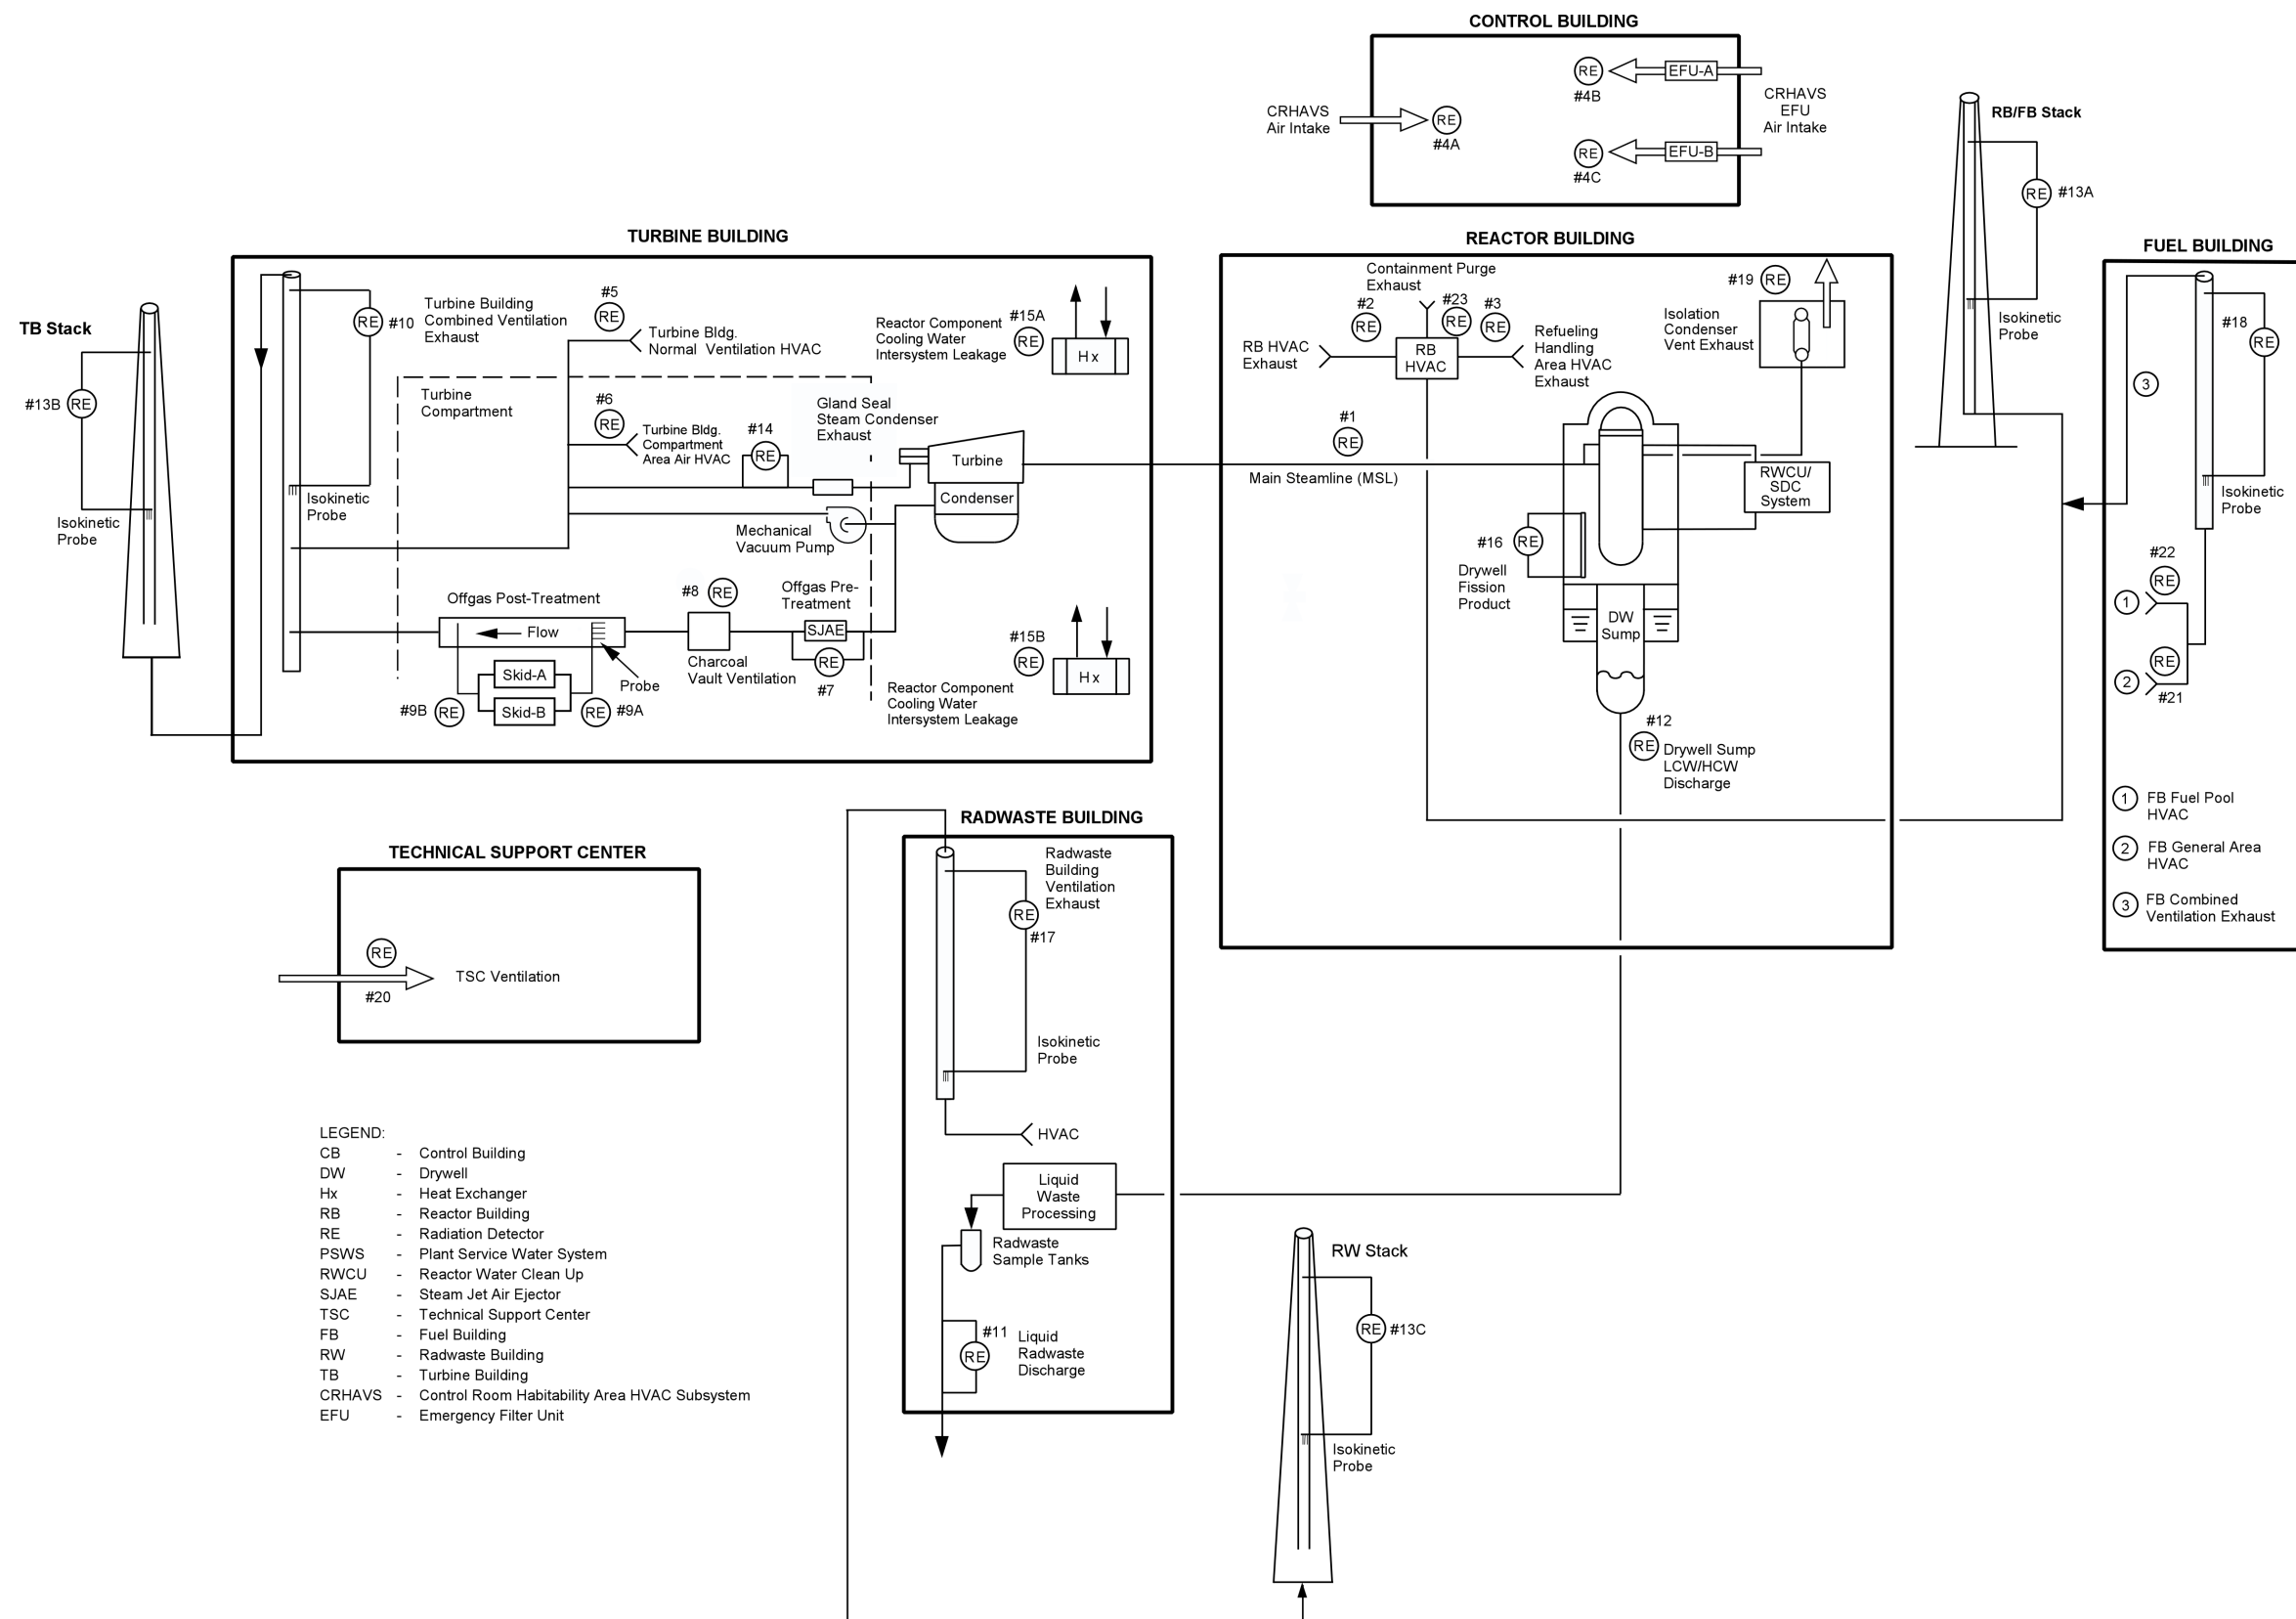 CONTROL BUILDING
RE
EFU-A
#4B
CRHAVS
Air Intake
RE
#4A
CRHAVS
EFU
Air Intake
RE
EFU-B
#4C
RB/FB Stack
RE
#13A
Isokinetic
Probe
TB Stack
#13B
RE
Isokinetic
Probe
TURBINE BUILDING
RE
#10
Turbine Building
Combined Ventilation
Exhaust
Isokinetic
Probe
#5
RE
Turbine Bldg.
Normal Ventilation HVAC
Reactor Component
Cooling Water
Intersystem Leakage
#15A
RE
Hx
Turbine
Compartment
#6
RE
Turbine Bldg.
Compartment
Area Air HVAC
#14
RE
Gland Seal
Steam Condenser
Exhaust
Turbine
Condenser
Mechanical
Vacuum Pump
Offgas Post-Treatment
Flow
Skid-A
Skid-B
Probe
#9B
RE
RE
#9A
#8
RE
Charcoal
Vault Ventilation
Offgas Pre-
Treatment
SJAE
RE
#7
#15B
RE
Hx
Reactor Component
Cooling Water
Intersystem Leakage
REACTOR BUILDING
Containment Purge
Exhaust
#2
RE
#23
RE
#3
RE
RB HVAC
Exhaust
RB
HVAC
Refueling
Handling
Area HVAC
Exhaust
#19
RE
Isolation
Condenser
Vent Exhaust
#1
RE
Main Steamline (MSL)
RWCU/
SDC
System
#16
RE
Drywell
Fission
Product
DW
Sump
#12
RE
Drywell Sump
LCW/HCW
Discharge
FUEL BUILDING
#18
RE
3
Isokinetic
Probe
#22
RE
1
RE
2
#21
1
FB Fuel Pool
HVAC
2
FB General Area
HVAC
3
FB Combined
Ventilation Exhaust
TECHNICAL SUPPORT CENTER
RE
TSC Ventilation
#20
RADWASTE BUILDING
Radwaste
Building
Ventilation
Exhaust
RE
#17
Isokinetic
Probe
HVAC
Liquid
Waste
Processing
Radwaste
Sample Tanks
#11
RE
Liquid
Radwaste
Discharge
RW Stack
RE
#13C
Isokinetic
Probe
LEGEND:
CB - Control Building
DW - Drywell
Hx - Heat Exchanger
RB - Reactor Building
RE - Radiation Detector
PSWS - Plant Service Water System
RWCU - Reactor Water Clean Up
SJAE - Steam Jet Air Ejector
TSC - Technical Support Center
FB - Fuel Building
RW - Radwaste Building
TB - Turbine Building
CRHAVS - Control Room Habitability Area HVAC Subsystem
EFU - Emergency Filter Unit